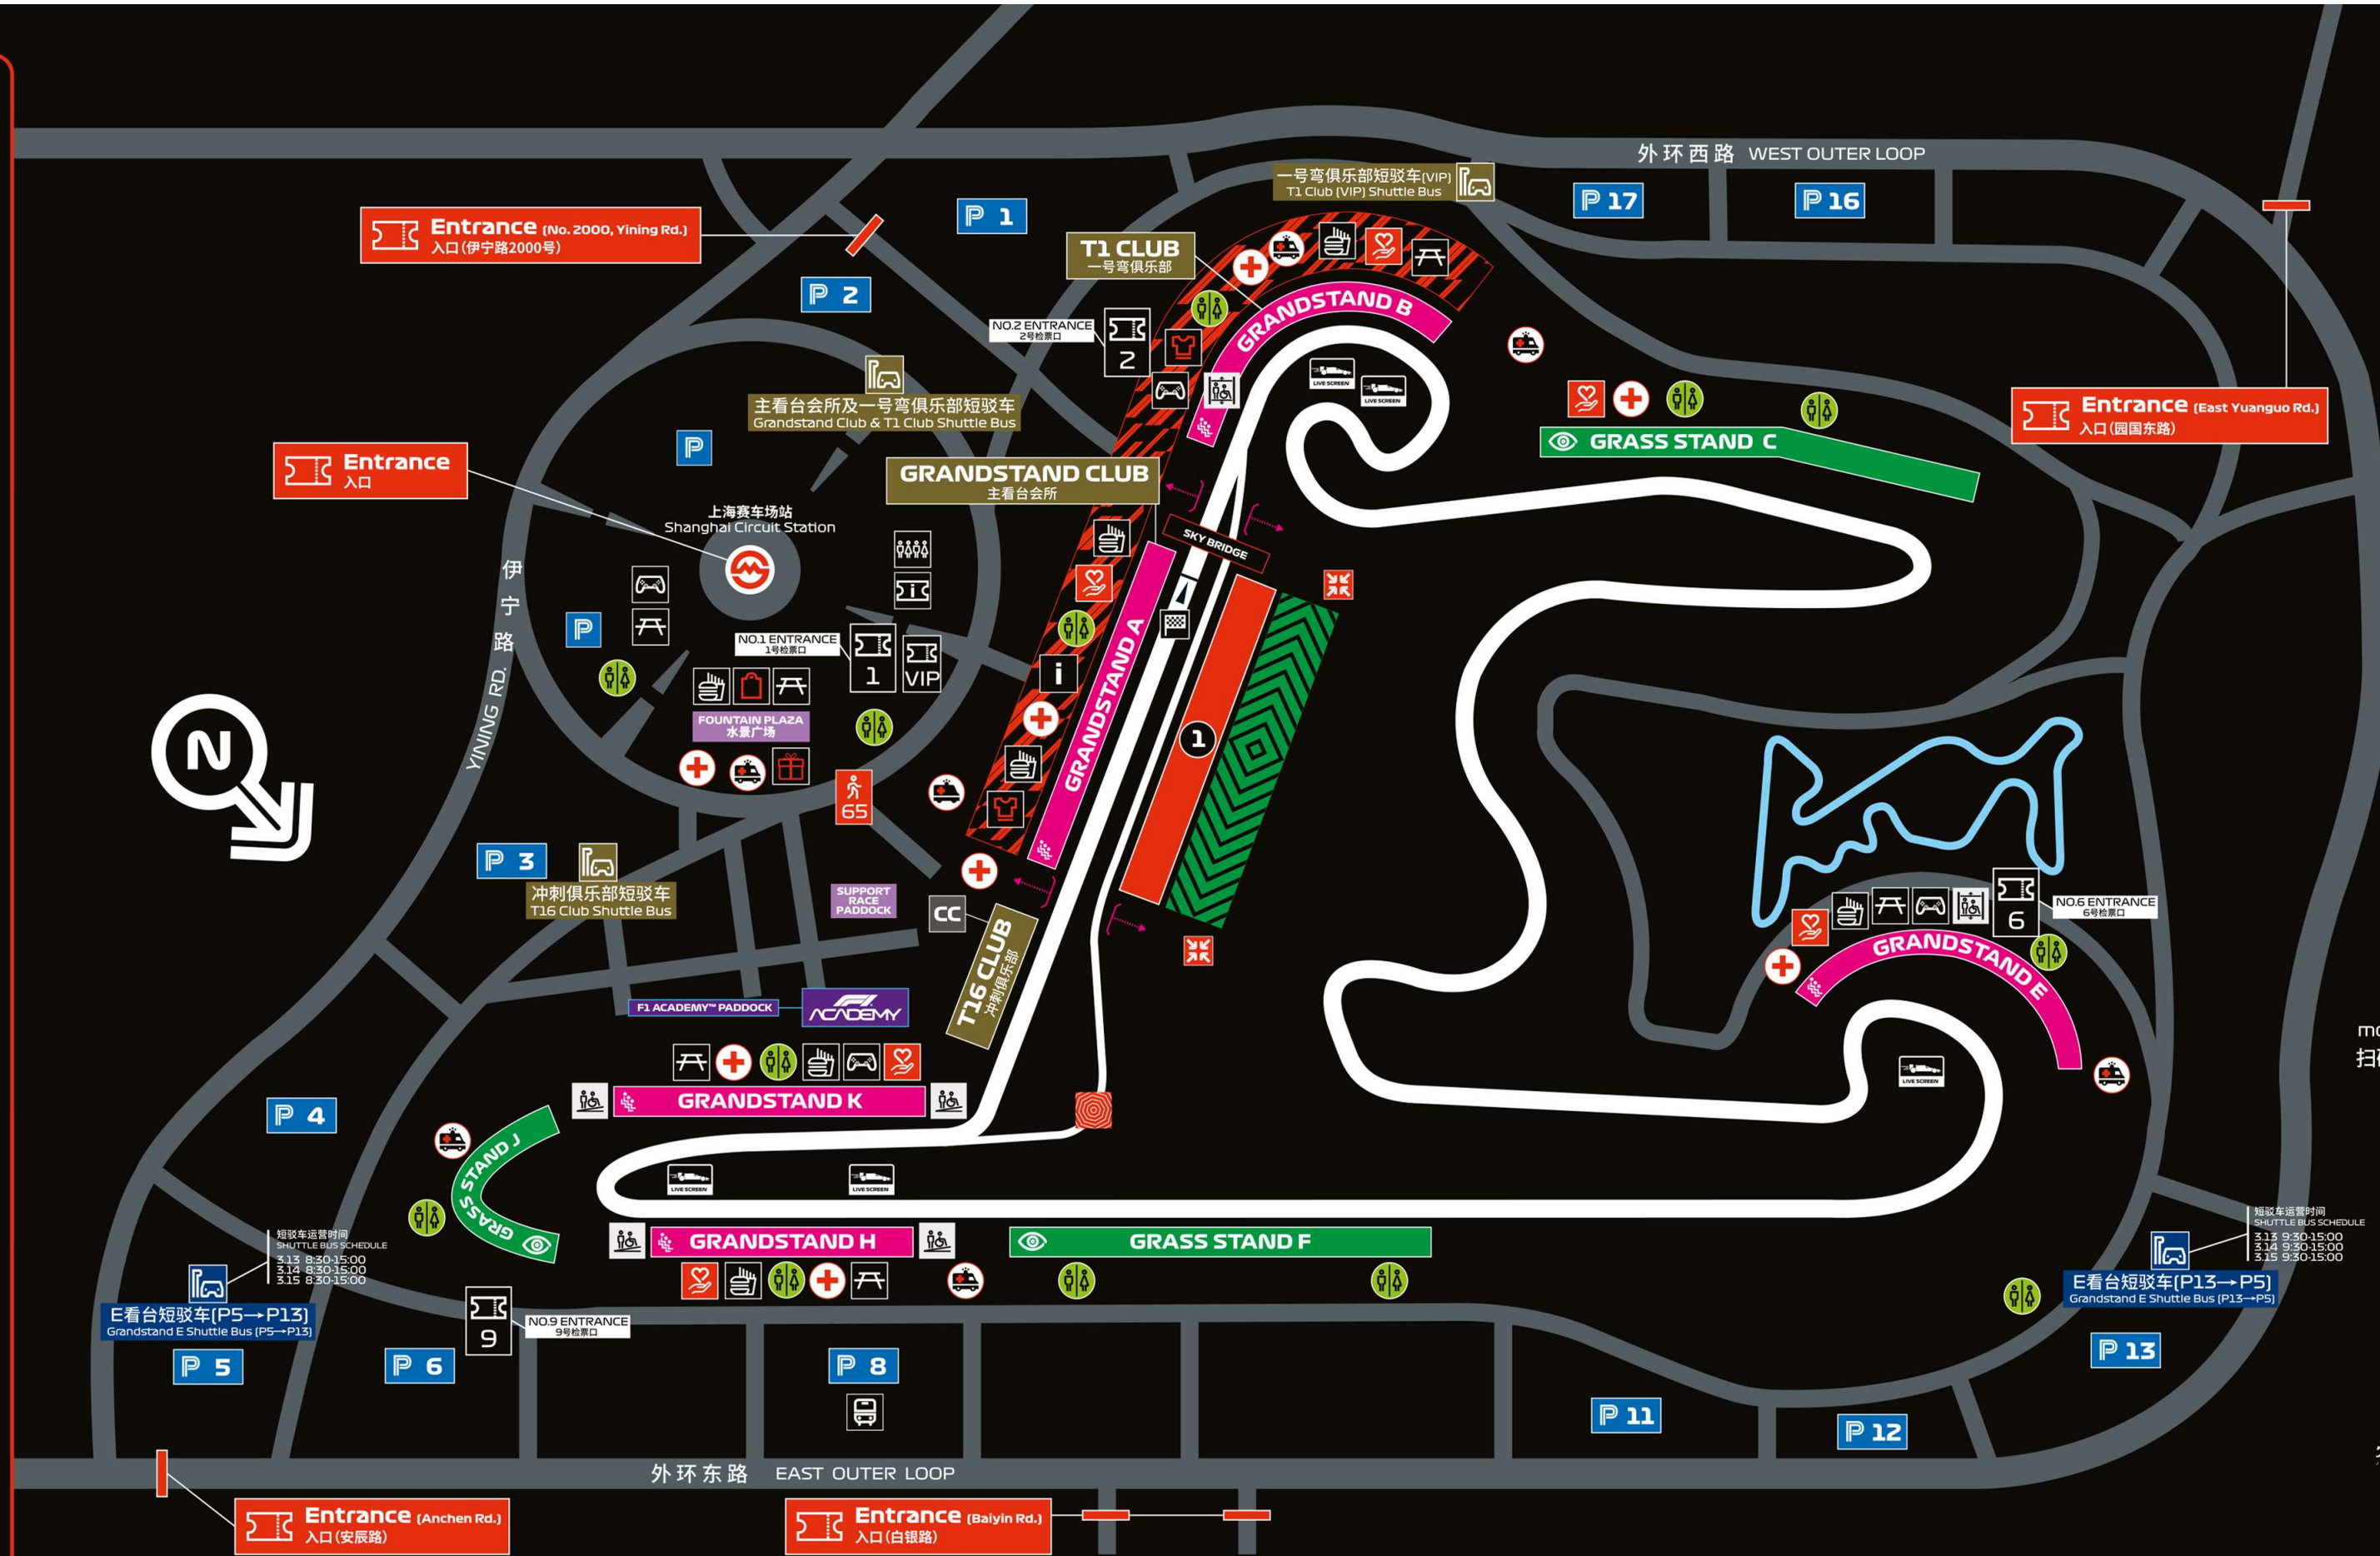 外环西路 WEST OUTER LOOP
一号弯俱乐部短驳车(VIP)
T1 Club (VIP) Shuttle Bus
P 17
P 16
P 1
Entrance (No. 2000, Yining Rd.)
入口(伊宁路2000号)
T1 CLUB
一号弯俱乐部
P 2
GRANDSTAND B
NO.2 ENTRANCE
2号检票口
2
LIVE SCREEN
LIVE SCREEN
主看台会所及一号弯俱乐部短驳车
Grandstand Club & T1 Club Shuttle Bus
Entrance (East Yuanguo Rd.)
入口(园国东路)
GRASS STAND C
P
Entrance
入口
GRANDSTAND CLUB
主看台会所
上海赛车场站
Shanghai Circuit Station
SKY BRIDGE
伊宁路
YINING RD.
P
i
NO.1 ENTRANCE
1号检票口
1
VIP
i
GRANDSTAND A
1
FOUNTAIN PLAZA
水景广场
N
65
P 3
冲刺俱乐部短驳车
T16 Club Shuttle Bus
SUPPORT
RACE
PADDOCK
CC
T16 CLUB
冲刺俱乐部
6
NO.6 ENTRANCE
6号检票口
GRANDSTAND E
F1 ACADEMY™ PADDOCK
F1 ACADEMY
LIVE SCREEN
GRANDSTAND K
P 4
GRASS STAND J
LIVE SCREEN
LIVE SCREEN
GRANDSTAND H
GRASS STAND F
短驳车运营时间
SHUTTLE BUS SCHEDULE
3.13 8:30-15:00
3.14 8:30-15:00
3.15 8:30-15:00
E看台短驳车(P5→P13)
Grandstand E Shuttle Bus (P5→P13)
短驳车运营时间
SHUTTLE BUS SCHEDULE
3.13 9:30-15:00
3.14 9:30-15:00
3.15 9:30-15:00
E看台短驳车(P13→P5)
Grandstand E Shuttle Bus (P13→P5)
9
NO.9 ENTRANCE
9号检票口
P 5
P 6
P 8
P 13
P 11
P 12
外环东路 EAST OUTER LOOP
Entrance (Anchen Rd.)
入口(安辰路)
Entrance (Baiyin Rd.)
入口(白银路)